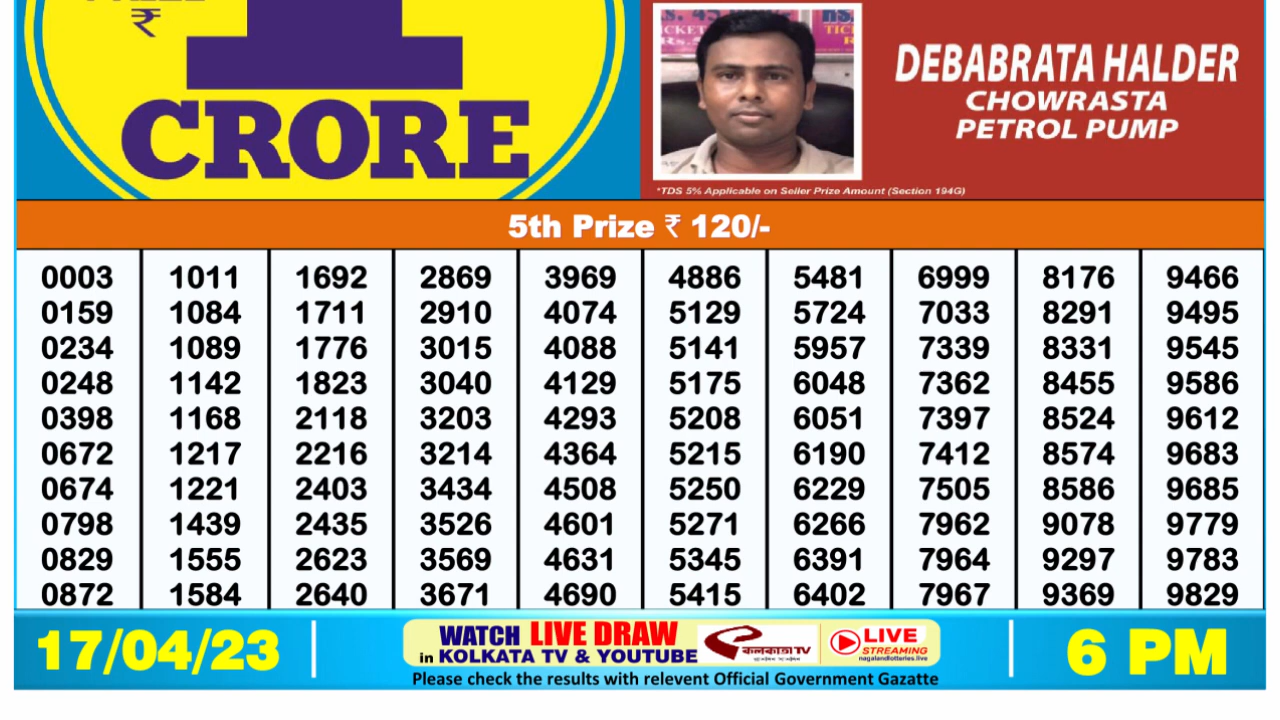 ₹
CRORE
DEBABRATA HALDER
CHOWRASTA
PETROL PUMP
*TDS 5% Applicable on Seller Prize Amount (Section 194G)
5th Prize ₹ 120/-
0003 1011 1692 2869 3969 4886 5481 6999 8176 9466
0159 1084 1711 2910 4074 5129 5724 7033 8291 9495
0234 1089 1776 3015 4088 5141 5957 7339 8331 9545
0248 1142 1823 3040 4129 5175 6048 7362 8455 9586
0398 1168 2118 3203 4293 5208 6051 7397 8524 9612
0672 1217 2216 3214 4364 5215 6190 7412 8574 9683
0674 1221 2403 3434 4508 5250 6229 7505 8586 9685
0798 1439 2435 3526 4601 5271 6266 7962 9078 9779
0829 1555 2623 3569 4631 5345 6391 7964 9297 9783
0872 1584 2640 3671 4690 5415 6402 7967 9369 9829
17/04/23
WATCH LIVE DRAW
in KOLKATA TV & YOUTUBE
কলকাতা TV
LIVE
STREAMING
nagalandlotteries.live
6 PM
Please check the results with relevent Official Government Gazatte